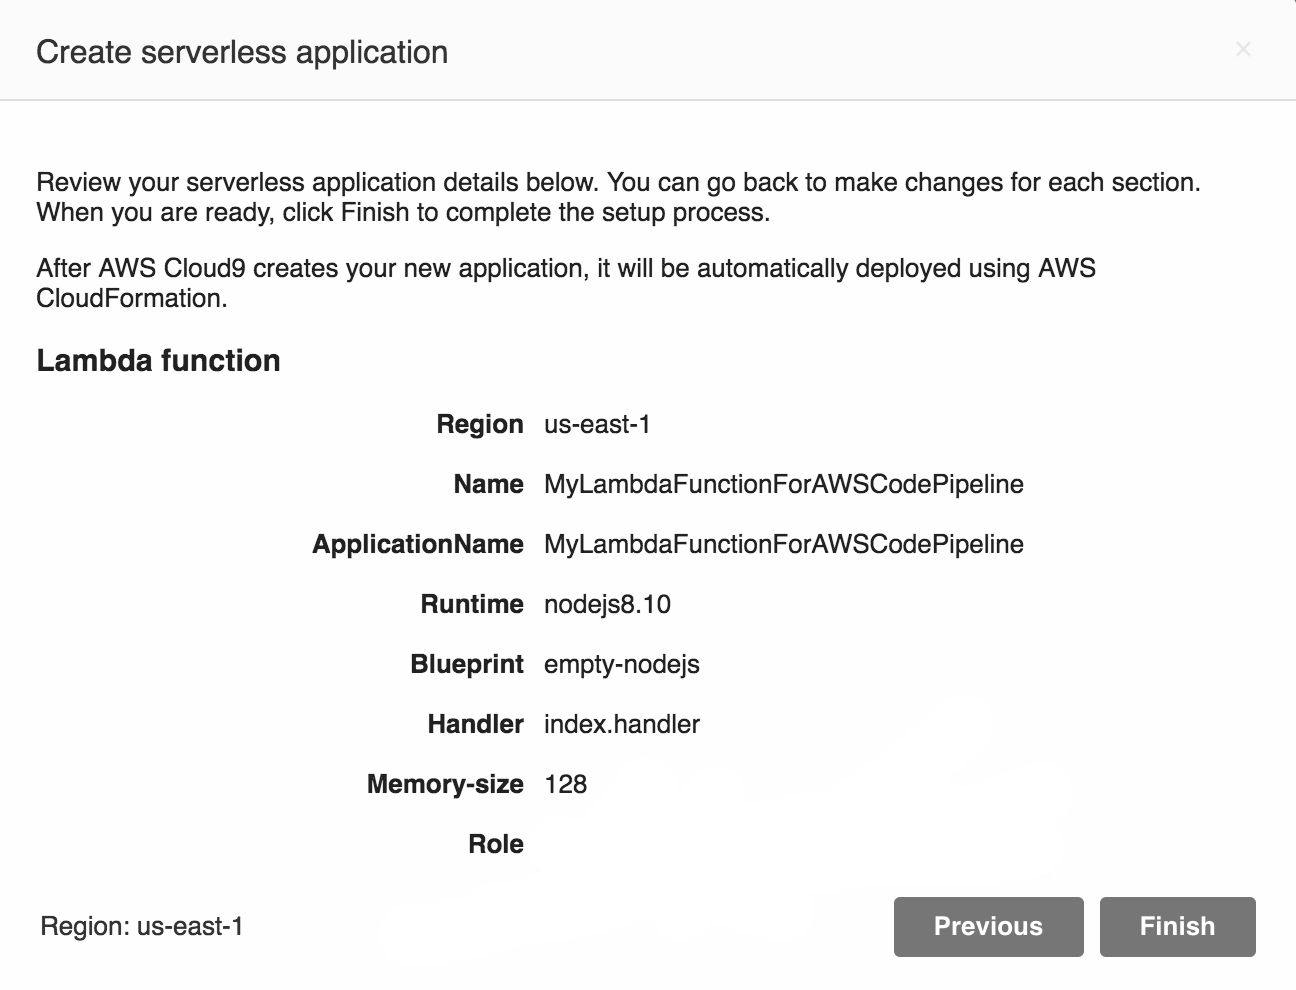 Create serverless application
Review your serverless application details below. You can go back to make changes for each section.
When you are ready, click Finish to complete the setup process.
After AWS Cloud9 creates your new application, it will be automatically deployed using AWS
CloudFormation.
Lambda function
Region us-east-1
Name MyLambdaFunctionForAWSCodePipeline
ApplicationName MyLambdaFunctionForAWSCodePipeline
Runtime nodejs8.10
Blueprint empty-nodejs
Handler index.handler
Memory-size 128
Role
Region: us-east-1 Previous Finish